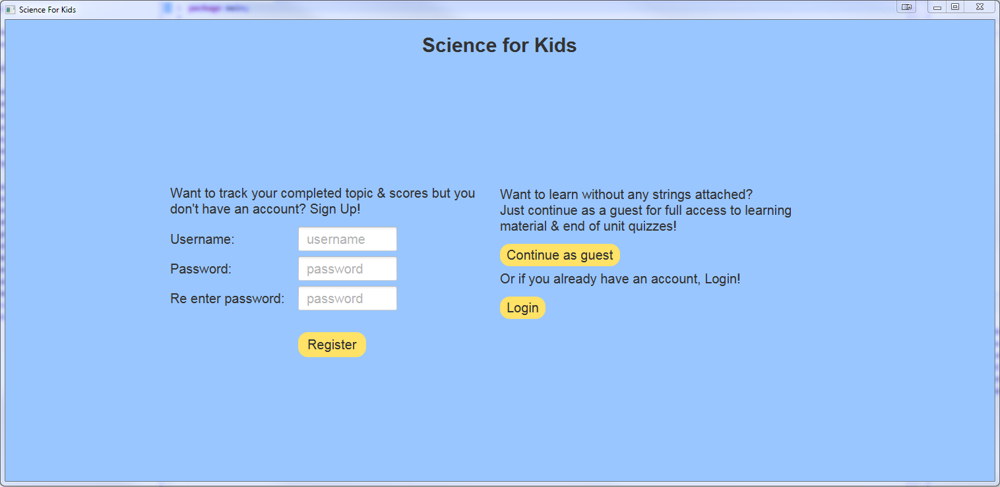 Science For Kids
package main;
Science for Kids
Want to track your completed topic & scores but you
don't have an account? Sign Up!
Username:
username
Password:
password
Re enter password:
password
Register
Want to learn without any strings attached?
Just continue as a guest for full access to learning
material & end of unit quizzes!
Continue as guest
Or if you already have an account, Login!
Login